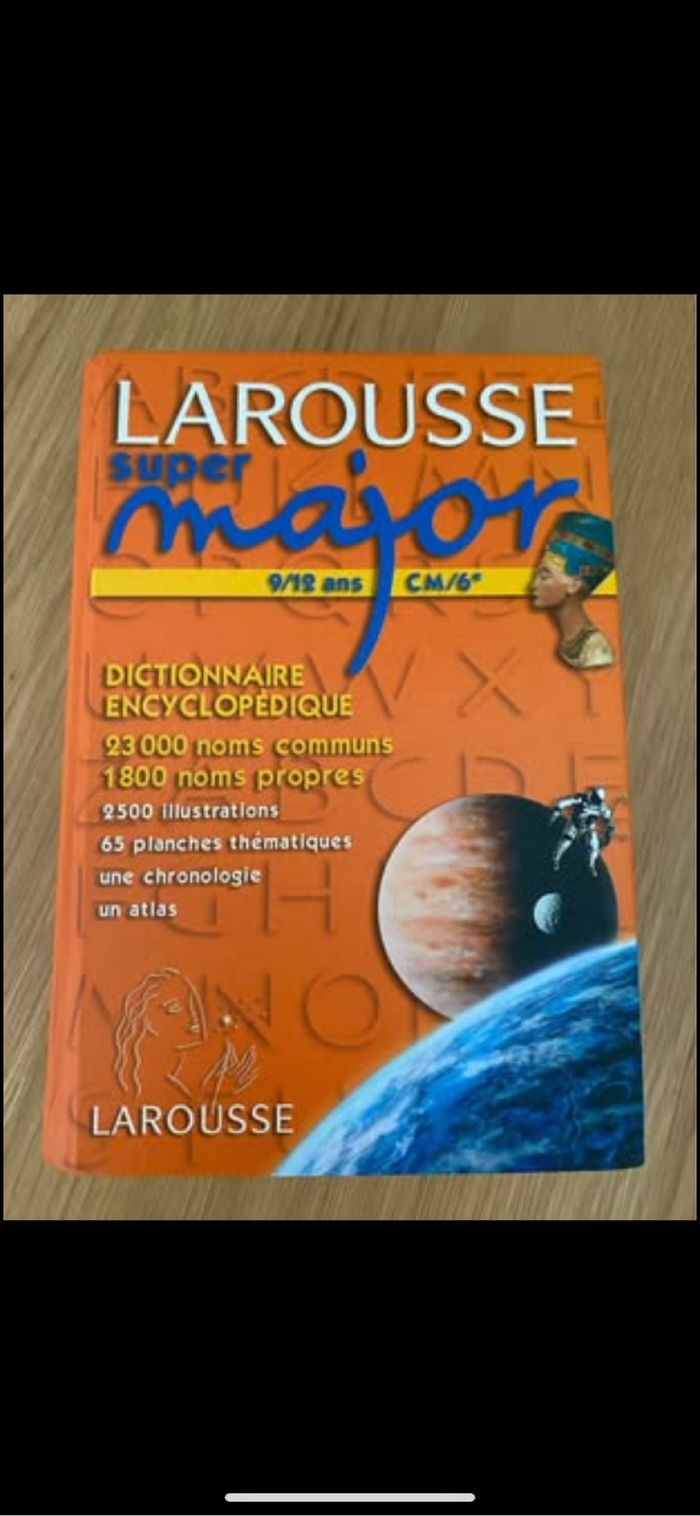 LAROUSSE
super
major
9/12 ans CM/6e
DICTIONNAIRE
ENCYCLOPÉDIQUE
23 000 noms communs
1800 noms propres
2500 illustrations
65 planches thématiques
une chronologie
un atlas
LAROUSSE